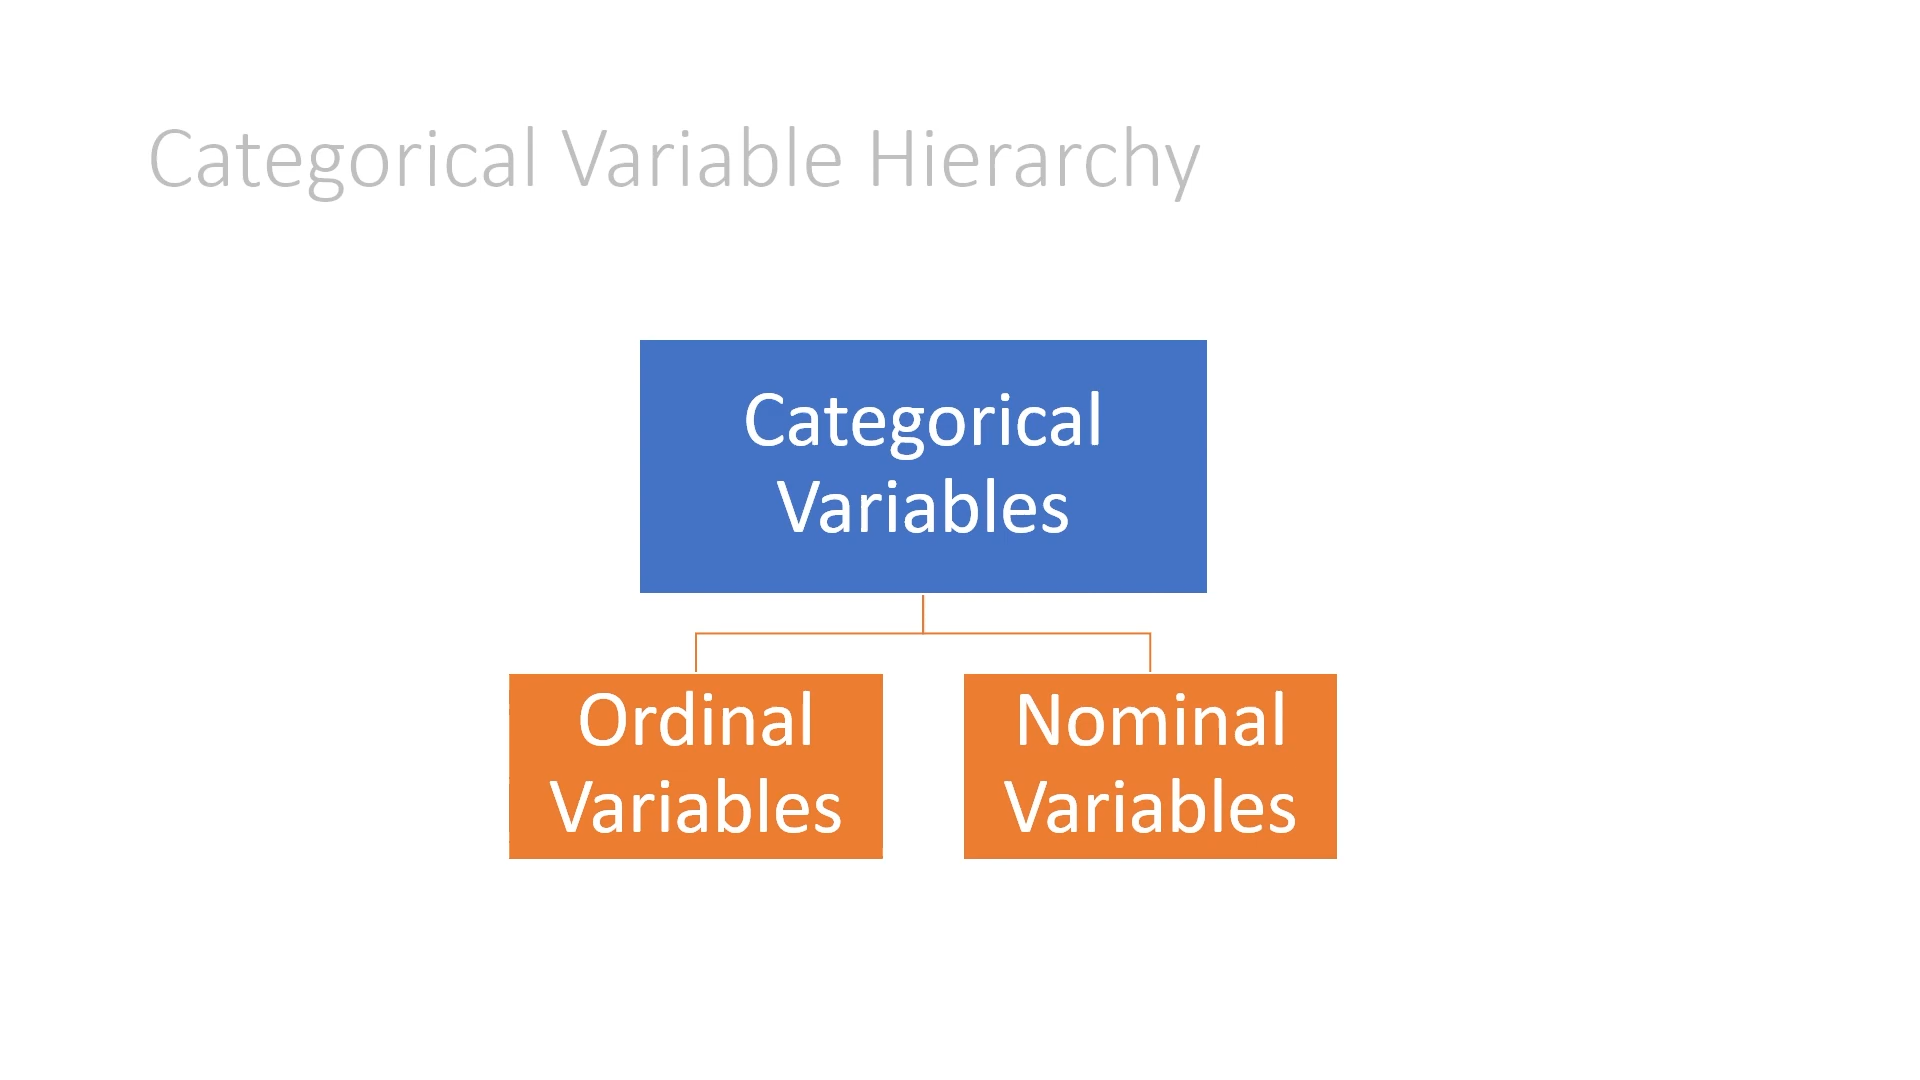 Categorical Variable Hierarchy
Categorical
Variables
Ordinal
Variables
Nominal
Variables